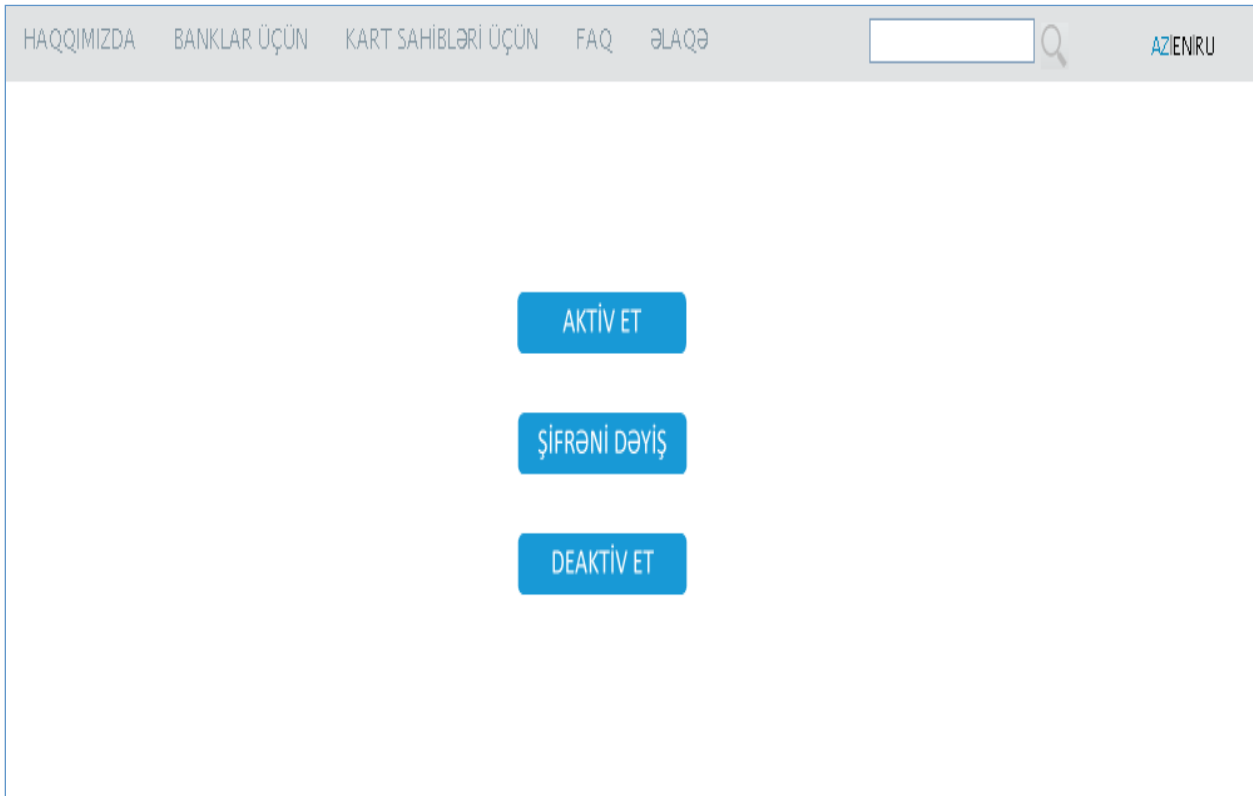 HAQQIMIZDA BANKLAR ÜÇÜN KART SAHİBLƏRİ ÜÇÜN FAQ ƏLAQƏ AZ|EN|RU
AKTİV ET
ŞİFRƏNİ DƏYİŞ
DEAKTİV ET